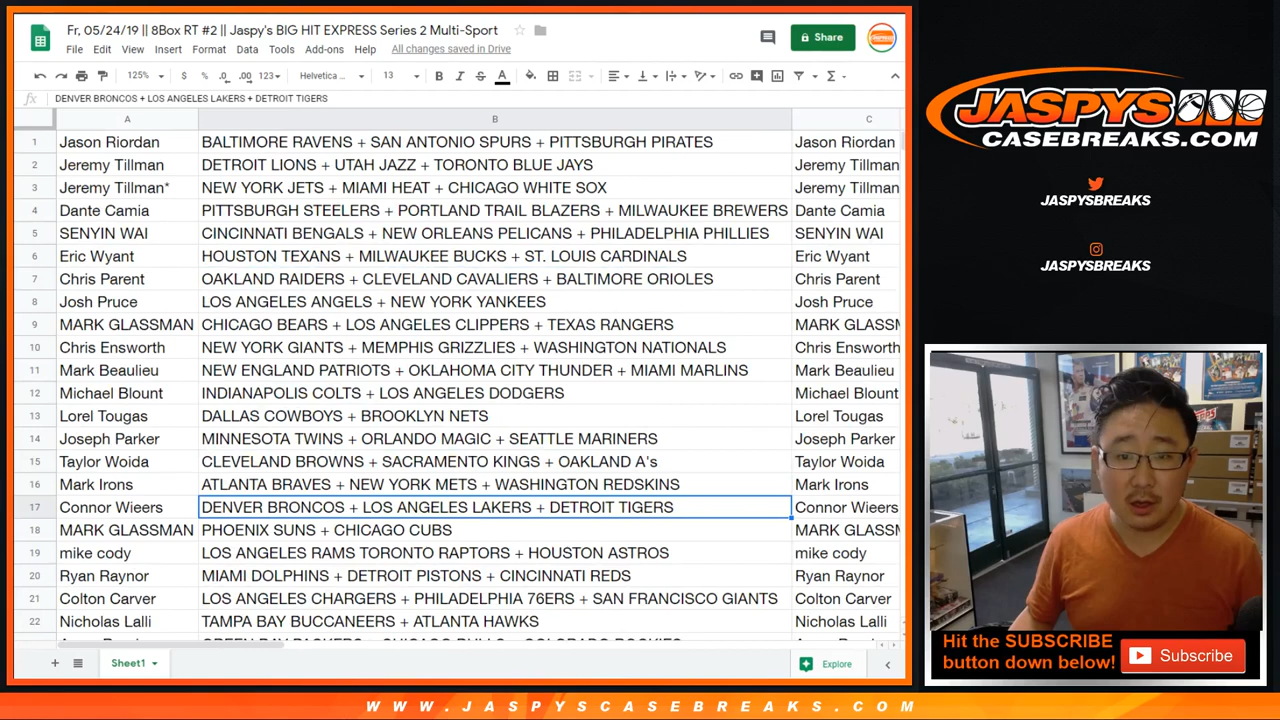 Fr, 05/24/19 || 8Box RT #2 || Jaspy's BIG HIT EXPRESS Series 2 Multi-Sport
Share
File Edit View Insert Format Data Tools Add-ons Help All changes saved in Drive
125% $ % .0 .00 123 Helvetica ... 13 B I S A
fx DENVER BRONCOS + LOS ANGELES LAKERS + DETROIT TIGERS
A B C
1 Jason Riordan BALTIMORE RAVENS + SAN ANTONIO SPURS + PITTSBURGH PIRATES Jason Riordan
2 Jeremy Tillman DETROIT LIONS + UTAH JAZZ + TORONTO BLUE JAYS Jeremy Tillman
3 Jeremy Tillman* NEW YORK JETS + MIAMI HEAT + CHICAGO WHITE SOX Jeremy Tillman
4 Dante Camia PITTSBURGH STEELERS + PORTLAND TRAIL BLAZERS + MILWAUKEE BREWERS Dante Camia
5 SENYIN WAI CINCINNATI BENGALS + NEW ORLEANS PELICANS + PHILADELPHIA PHILLIES SENYIN WAI
6 Eric Wyant HOUSTON TEXANS + MILWAUKEE BUCKS + ST. LOUIS CARDINALS Eric Wyant
7 Chris Parent OAKLAND RAIDERS + CLEVELAND CAVALIERS + BALTIMORE ORIOLES Chris Parent
8 Josh Pruce LOS ANGELES ANGELS + NEW YORK YANKEES Josh Pruce
9 MARK GLASSMAN CHICAGO BEARS + LOS ANGELES CLIPPERS + TEXAS RANGERS MARK GLASSM
10 Chris Ensworth NEW YORK GIANTS + MEMPHIS GRIZZLIES + WASHINGTON NATIONALS Chris Ensworth
11 Mark Beaulieu NEW ENGLAND PATRIOTS + OKLAHOMA CITY THUNDER + MIAMI MARLINS Mark Beaulieu
12 Michael Blount INDIANAPOLIS COLTS + LOS ANGELES DODGERS Michael Blount
13 Lorel Tougas DALLAS COWBOYS + BROOKLYN NETS Lorel Tougas
14 Joseph Parker MINNESOTA TWINS + ORLANDO MAGIC + SEATTLE MARINERS Joseph Parker
15 Taylor Woida CLEVELAND BROWNS + SACRAMENTO KINGS + OAKLAND A's Taylor Woida
16 Mark Irons ATLANTA BRAVES + NEW YORK METS + WASHINGTON REDSKINS Mark Irons
17 Connor Wieers DENVER BRONCOS + LOS ANGELES LAKERS + DETROIT TIGERS Connor Wieers
18 MARK GLASSMAN PHOENIX SUNS + CHICAGO CUBS MARK GLASSM
19 mike cody LOS ANGELES RAMS TORONTO RAPTORS + HOUSTON ASTROS mike cody
20 Ryan Raynor MIAMI DOLPHINS + DETROIT PISTONS + CINCINNATI REDS Ryan Raynor
21 Colton Carver LOS ANGELES CHARGERS + PHILADELPHIA 76ERS + SAN FRANCISCO GIANTS Colton Carver
22 Nicholas Lalli TAMPA BAY BUCCANEERS + ATLANTA HAWKS Nicholas Lalli
GREEN BAY PACKERS + CHICAGO BULLS + COLORADO ROCKIES
Sheet1
Explore
JASPYS
CASEBREAKS.COM
JASPYSBREAKS
JASPYSBREAKS
Hit the SUBSCRIBE
button down below!
Subscribe
WWW.JASPYSCASEBREAKS.COM